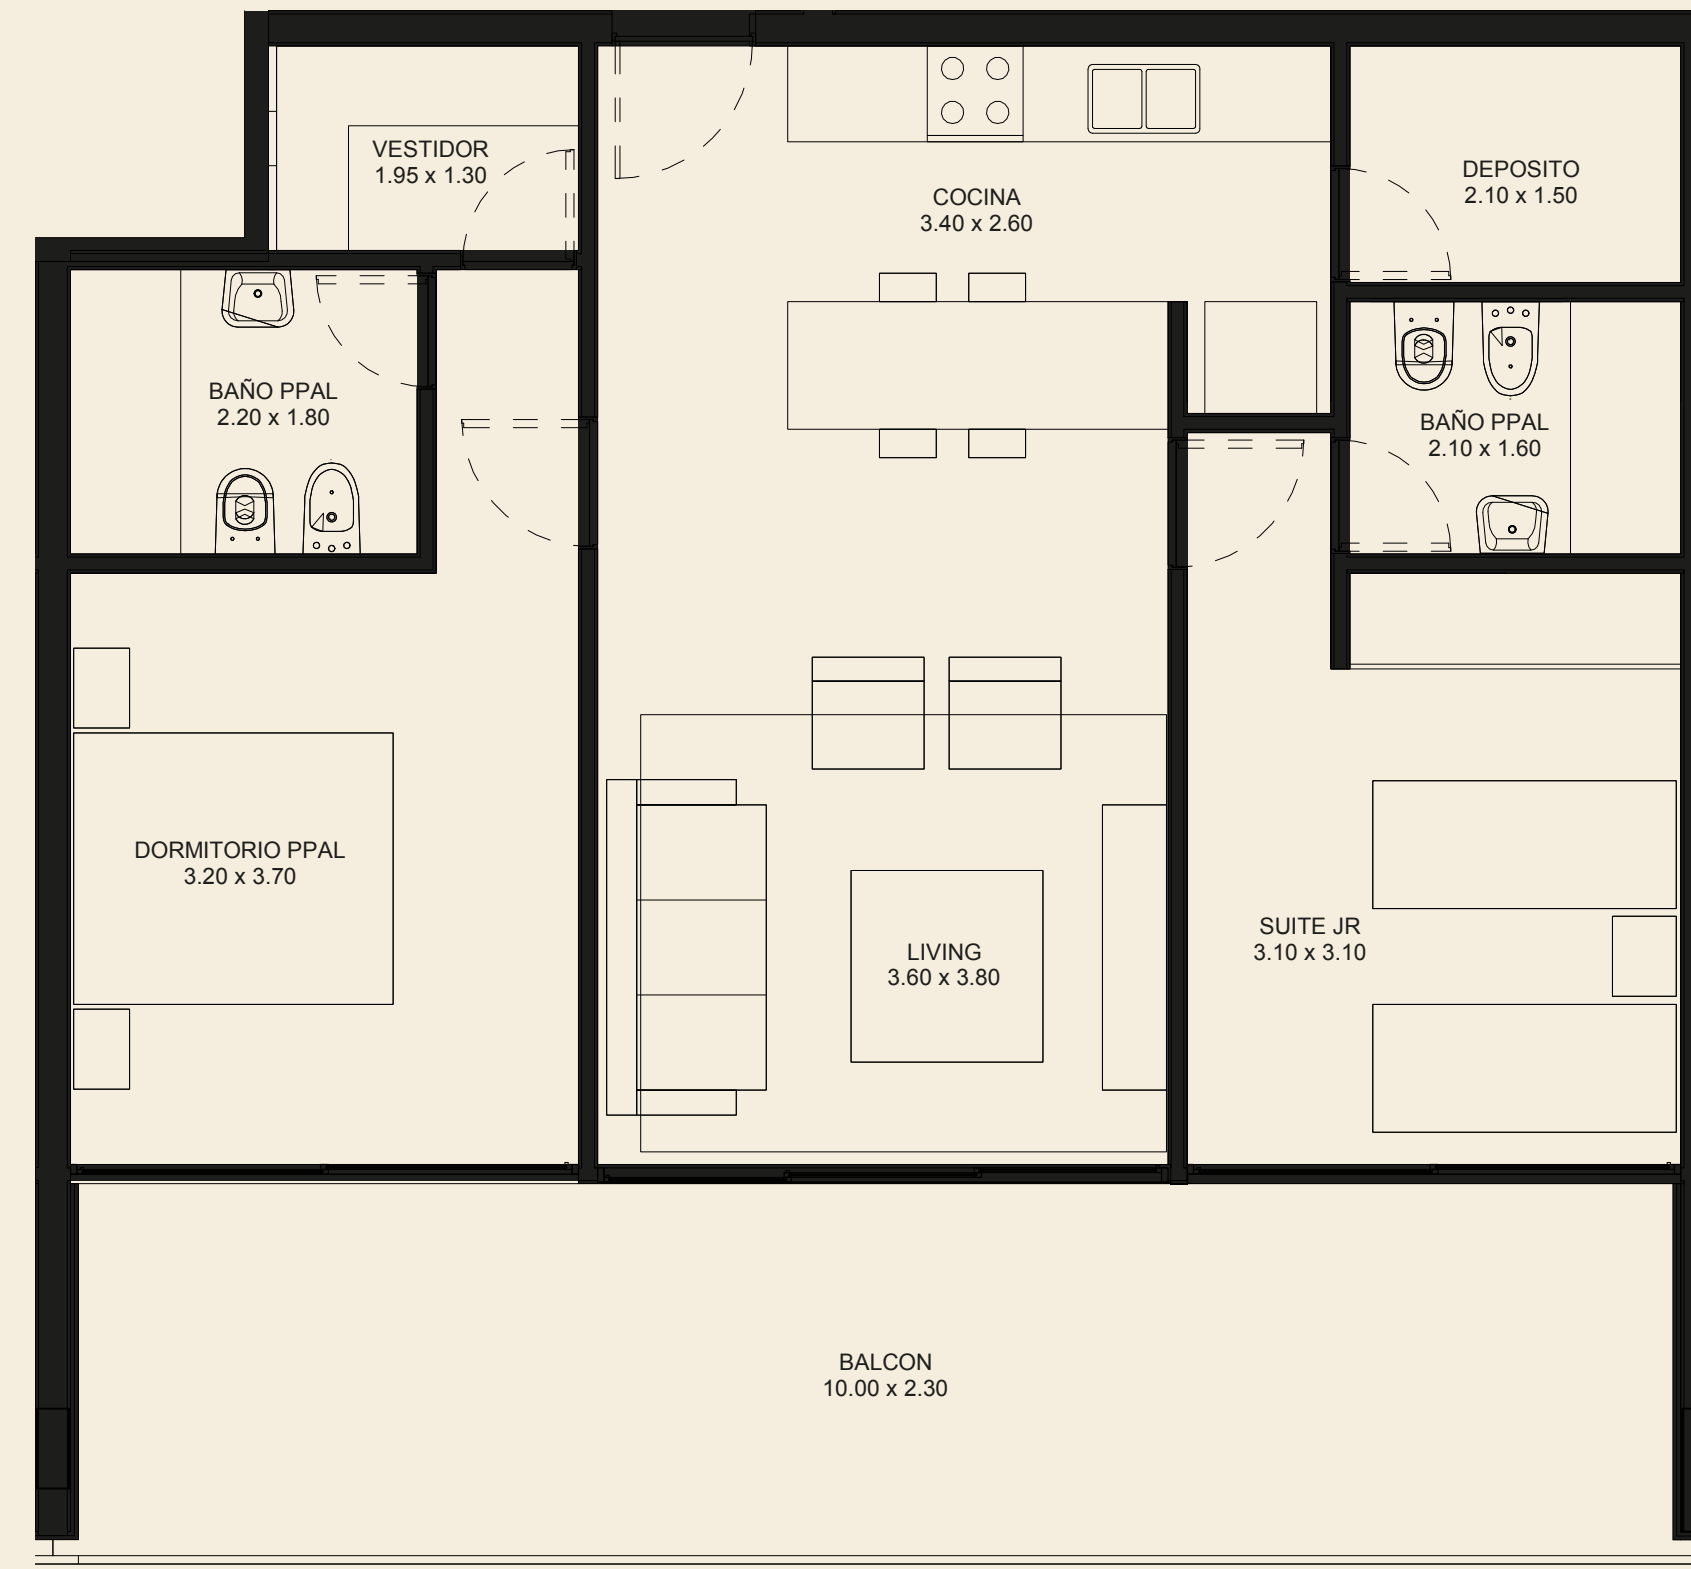 VESTIDOR
1.95 x 1.30
DEPOSITO
2.10 x 1.50
COCINA
3.40 x 2.60
BAÑO PPAL
2.20 x 1.80
BAÑO PPAL
2.10 x 1.60
DORMITORIO PPAL
3.20 x 3.70
SUITE JR
3.10 x 3.10
LIVING
3.60 x 3.80
BALCON
10.00 x 2.30